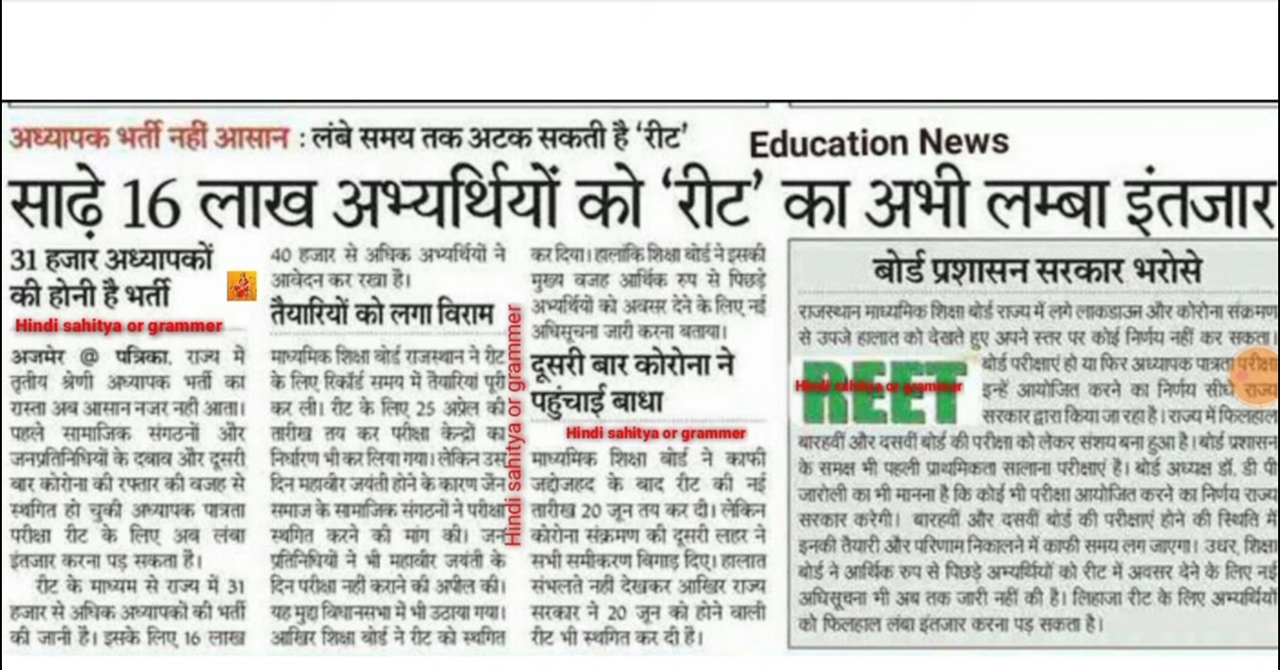 अध्यापक भर्ती नहीं आसान : लंबे समय तक अटक सकती है 'रीट'
Education News
साढ़े 16 लाख अभ्यर्थियों को 'रीट' का अभी लम्बा इंतजार
31 हजार अध्यापकों
की होनी है भर्ती
Hindi sahitya or grammer
अजमेर @ पत्रिका. राज्य में
तृतीय श्रेणी अध्यापक भर्ती का
रास्ता अब आसान नजर नही आता।
पहले सामाजिक संगठनों और
जनप्रतिनिधियों के दबाव और दूसरी
बार कोरोना की रफ्तार की वजह से
स्थगित हो चुकी अध्यापक पात्रता
परीक्षा रीट के लिए अब लंबा
इंतजार करना पड़ सकता है।
रीट के माध्यम से राज्य में 31
हजार से अधिक अध्यापकों की भर्ती
की जानी है। इसके लिए 16 लाख
40 हजार से अधिक अभ्यर्थियों ने
आवेदन कर रखा है।
तैयारियों को लगा विराम
माध्यमिक शिक्षा बोर्ड राजस्थान ने रीट
के लिए रिकॉर्ड समय में तैयारियां पूरी
कर ली। रीट के लिए 25 अप्रेल की
तारीख तय कर परीक्षा केन्द्रों का
निर्धारण भी कर लिया गया। लेकिन उस
दिन महावीर जयंती होने के कारण जैन
समाज के सामाजिक संगठनों ने परीक्षा
स्थगित करने की मांग की। जन
प्रतिनिधियों ने भी महावीर जयंती के
दिन परीक्षा नहीं कराने की अपील की।
यह मुद्दा विधानसभा में भी उठाया गया।
आखिर शिक्षा बोर्ड ने रीट को स्थगित
Hindi sahitya or grammer
कर दिया। हालांकि शिक्षा बोर्ड ने इसकी
मुख्य वजह आर्थिक रुप से पिछड़े
अभ्यर्थियों को अवसर देने के लिए नई
अधिसूचना जारी करना बताया।
दूसरी बार कोरोना ने
पहुंचाई बाधा
Hindi sahitya or grammer
माध्यमिक शिक्षा बोर्ड ने काफी
जद्दोजहद के बाद रीट की नई
तारीख 20 जून तय कर दी। लेकिन
कोरोना संक्रमण की दूसरी लहर ने
सभी समीकरण बिगाड़ दिए। हालात
संभलते नही देखकर आखिर राज्य
सरकार ने 20 जून को होने वाली
रीट भी स्थगित कर दी है।
बोर्ड प्रशासन सरकार भरोसे
राजस्थान माध्यमिक शिक्षा बोर्ड राज्य में लगे लाकडाऊन और कोरोना संक्रमण
से उपजे हालात को देखते हुए अपने स्तर पर कोई निर्णय नहीं कर सकता।
REET
Hindi sahitya or grammer
बोर्ड परीक्षाएं हो या फिर अध्यापक पात्रता परीक्षा
इन्हें आयोजित करने का निर्णय सीधे राज्य
सरकार द्वारा किया जा रहा है। राज्य में फिलहाल
बारहवीं और दसवीं बोर्ड की परीक्षा को लेकर संशय बना हुआ है। बोर्ड प्रशासन
के समक्ष भी पहली प्राथमिकता सालाना परीक्षाएं है। बोर्ड अध्यक्ष डॉ. डी पी
जारोली का भी मानना है कि कोई भी परीक्षा आयोजित करने का निर्णय राज्य
सरकार करेगी। बारहवीं और दसवीं बोर्ड की परीक्षाएं होने की स्थिति में
इनकी तैयारी और परिणाम निकालने में काफी समय लग जाएगा। उधर, शिक्षा
बोर्ड ने आर्थिक रुप से पिछड़े अभ्यर्थियों को रीट में अवसर देने के लिए नई
अधिसूचना भी अब तक जारी नहीं की है। लिहाजा रीट के लिए अभ्यर्थियों
को फिलहाल लंबा इंतजार करना पड़ सकता है।